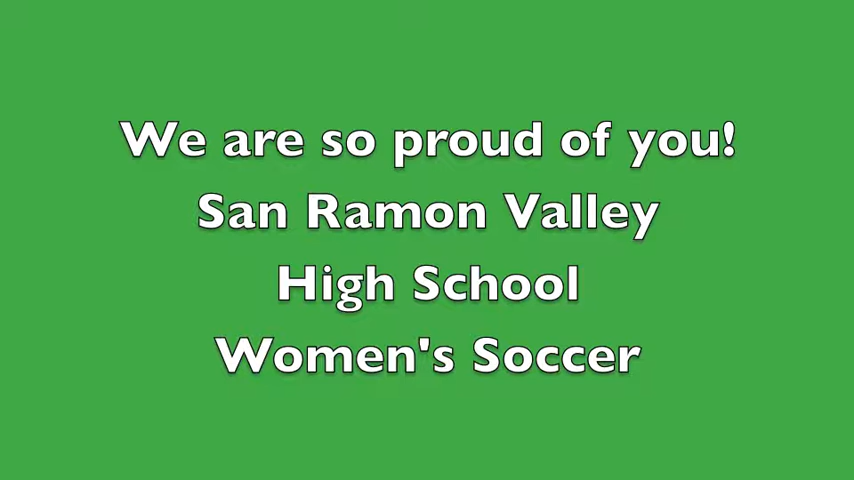 We are so proud of you!
San Ramon Valley
High School
Women's Soccer